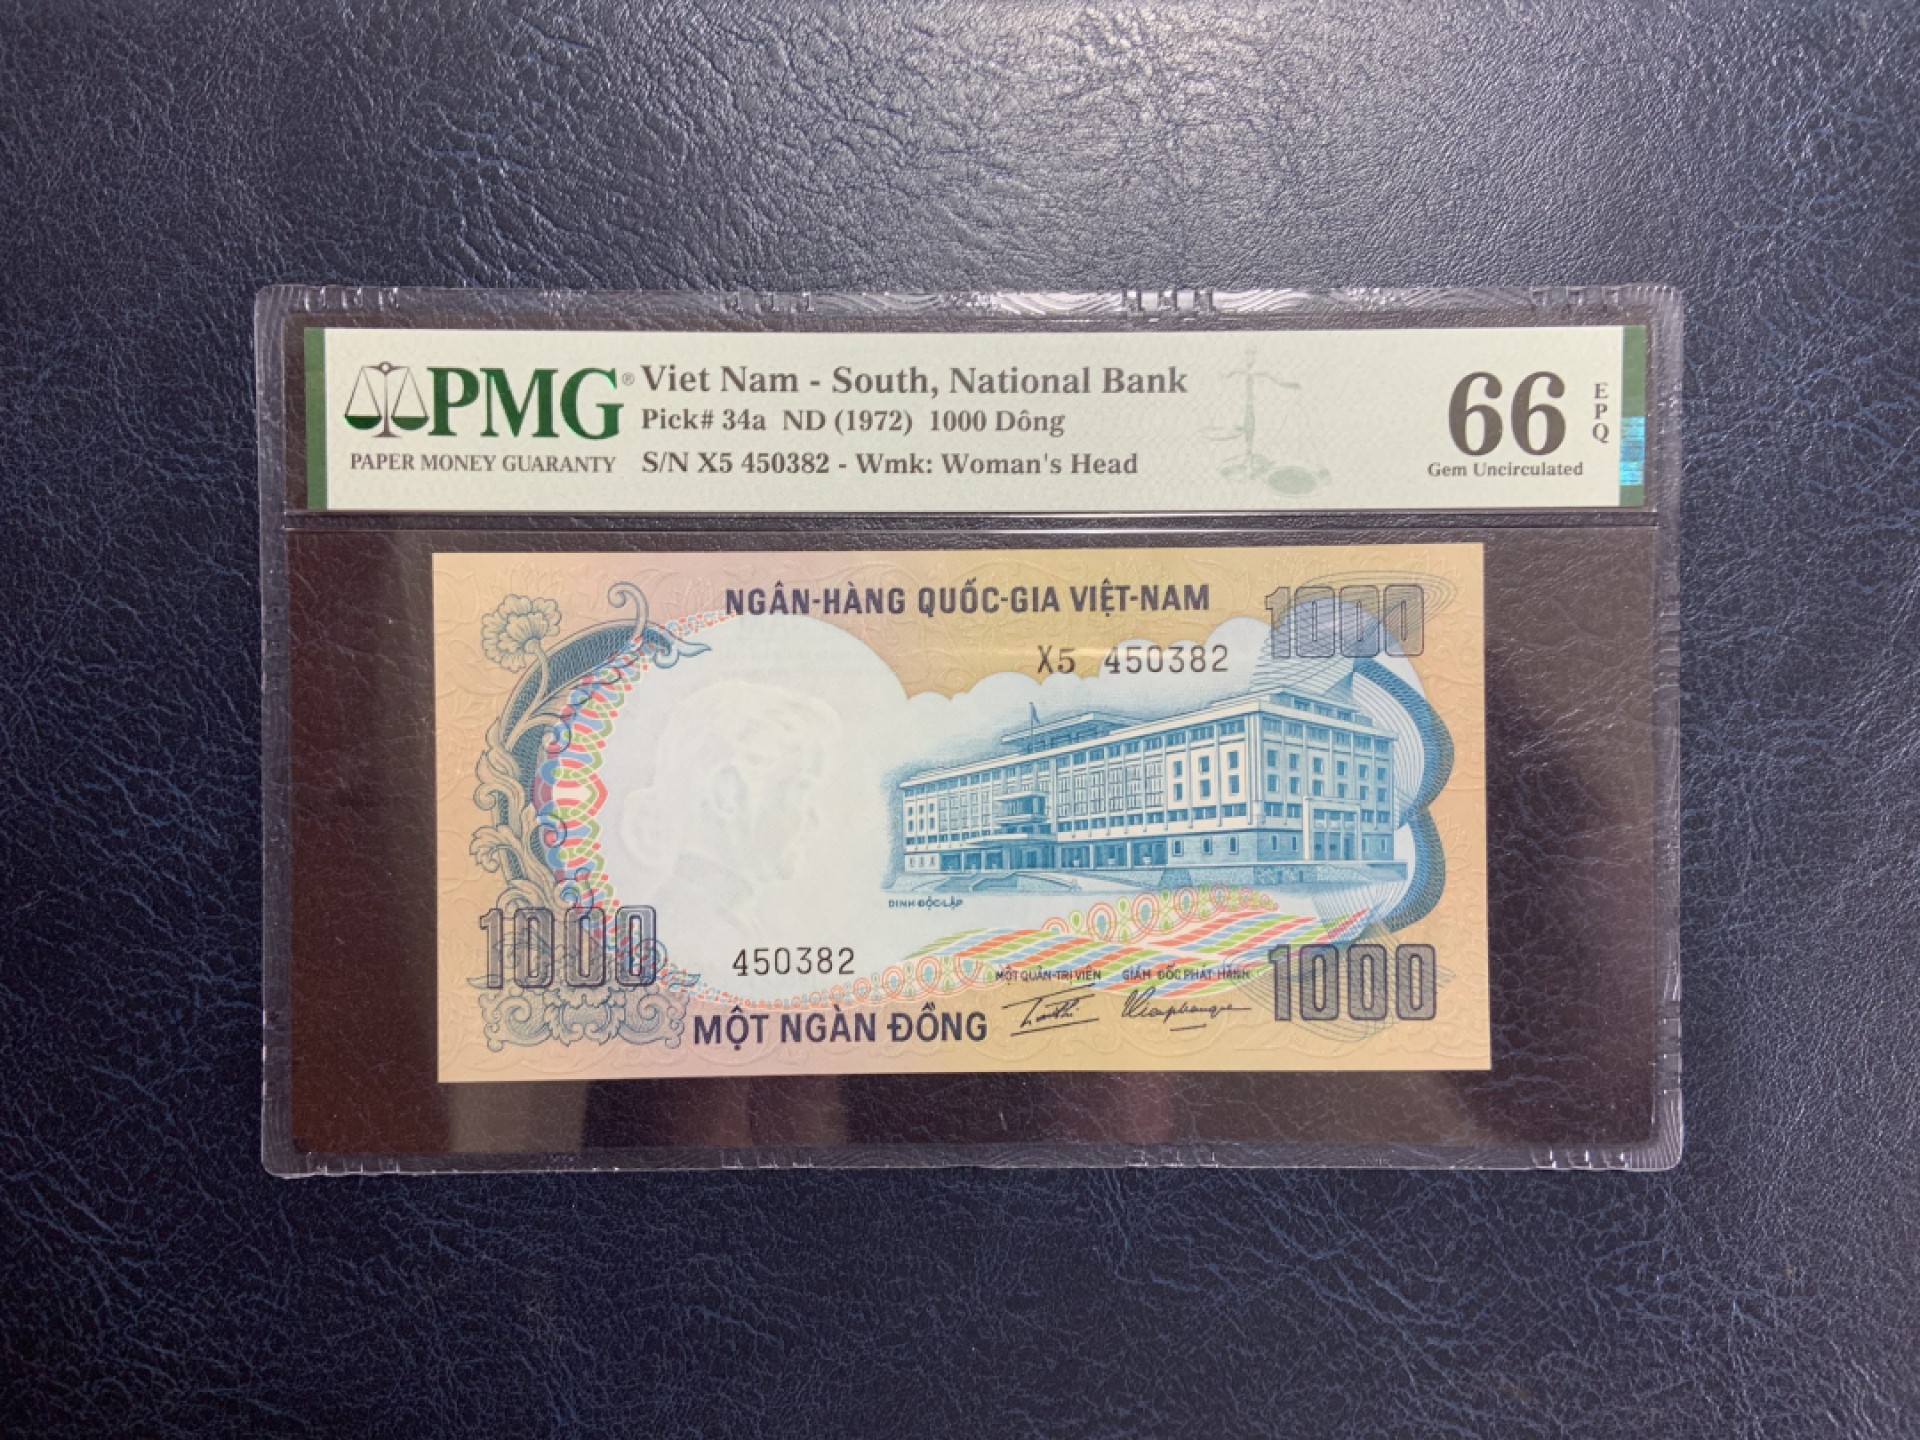 PMG®
PAPER MONEY GUARANTY
Viet Nam - South, National Bank
Pick# 34a ND (1972) 1000 Dông
S/N X5 450382 - Wmk: Woman's Head
66
EPQ
Gem Uncirculated
NGÂN-HÀNG QUỐC-GIA VIỆT-NAM
1000
X5 450382
DINH ĐỘC-LẬP
1000
450382
MỘT QUẢN-TRỊ VIÊN GIÁM ĐỐC PHÁT-HÀNH
1000
MỘT NGÀN ĐỒNG